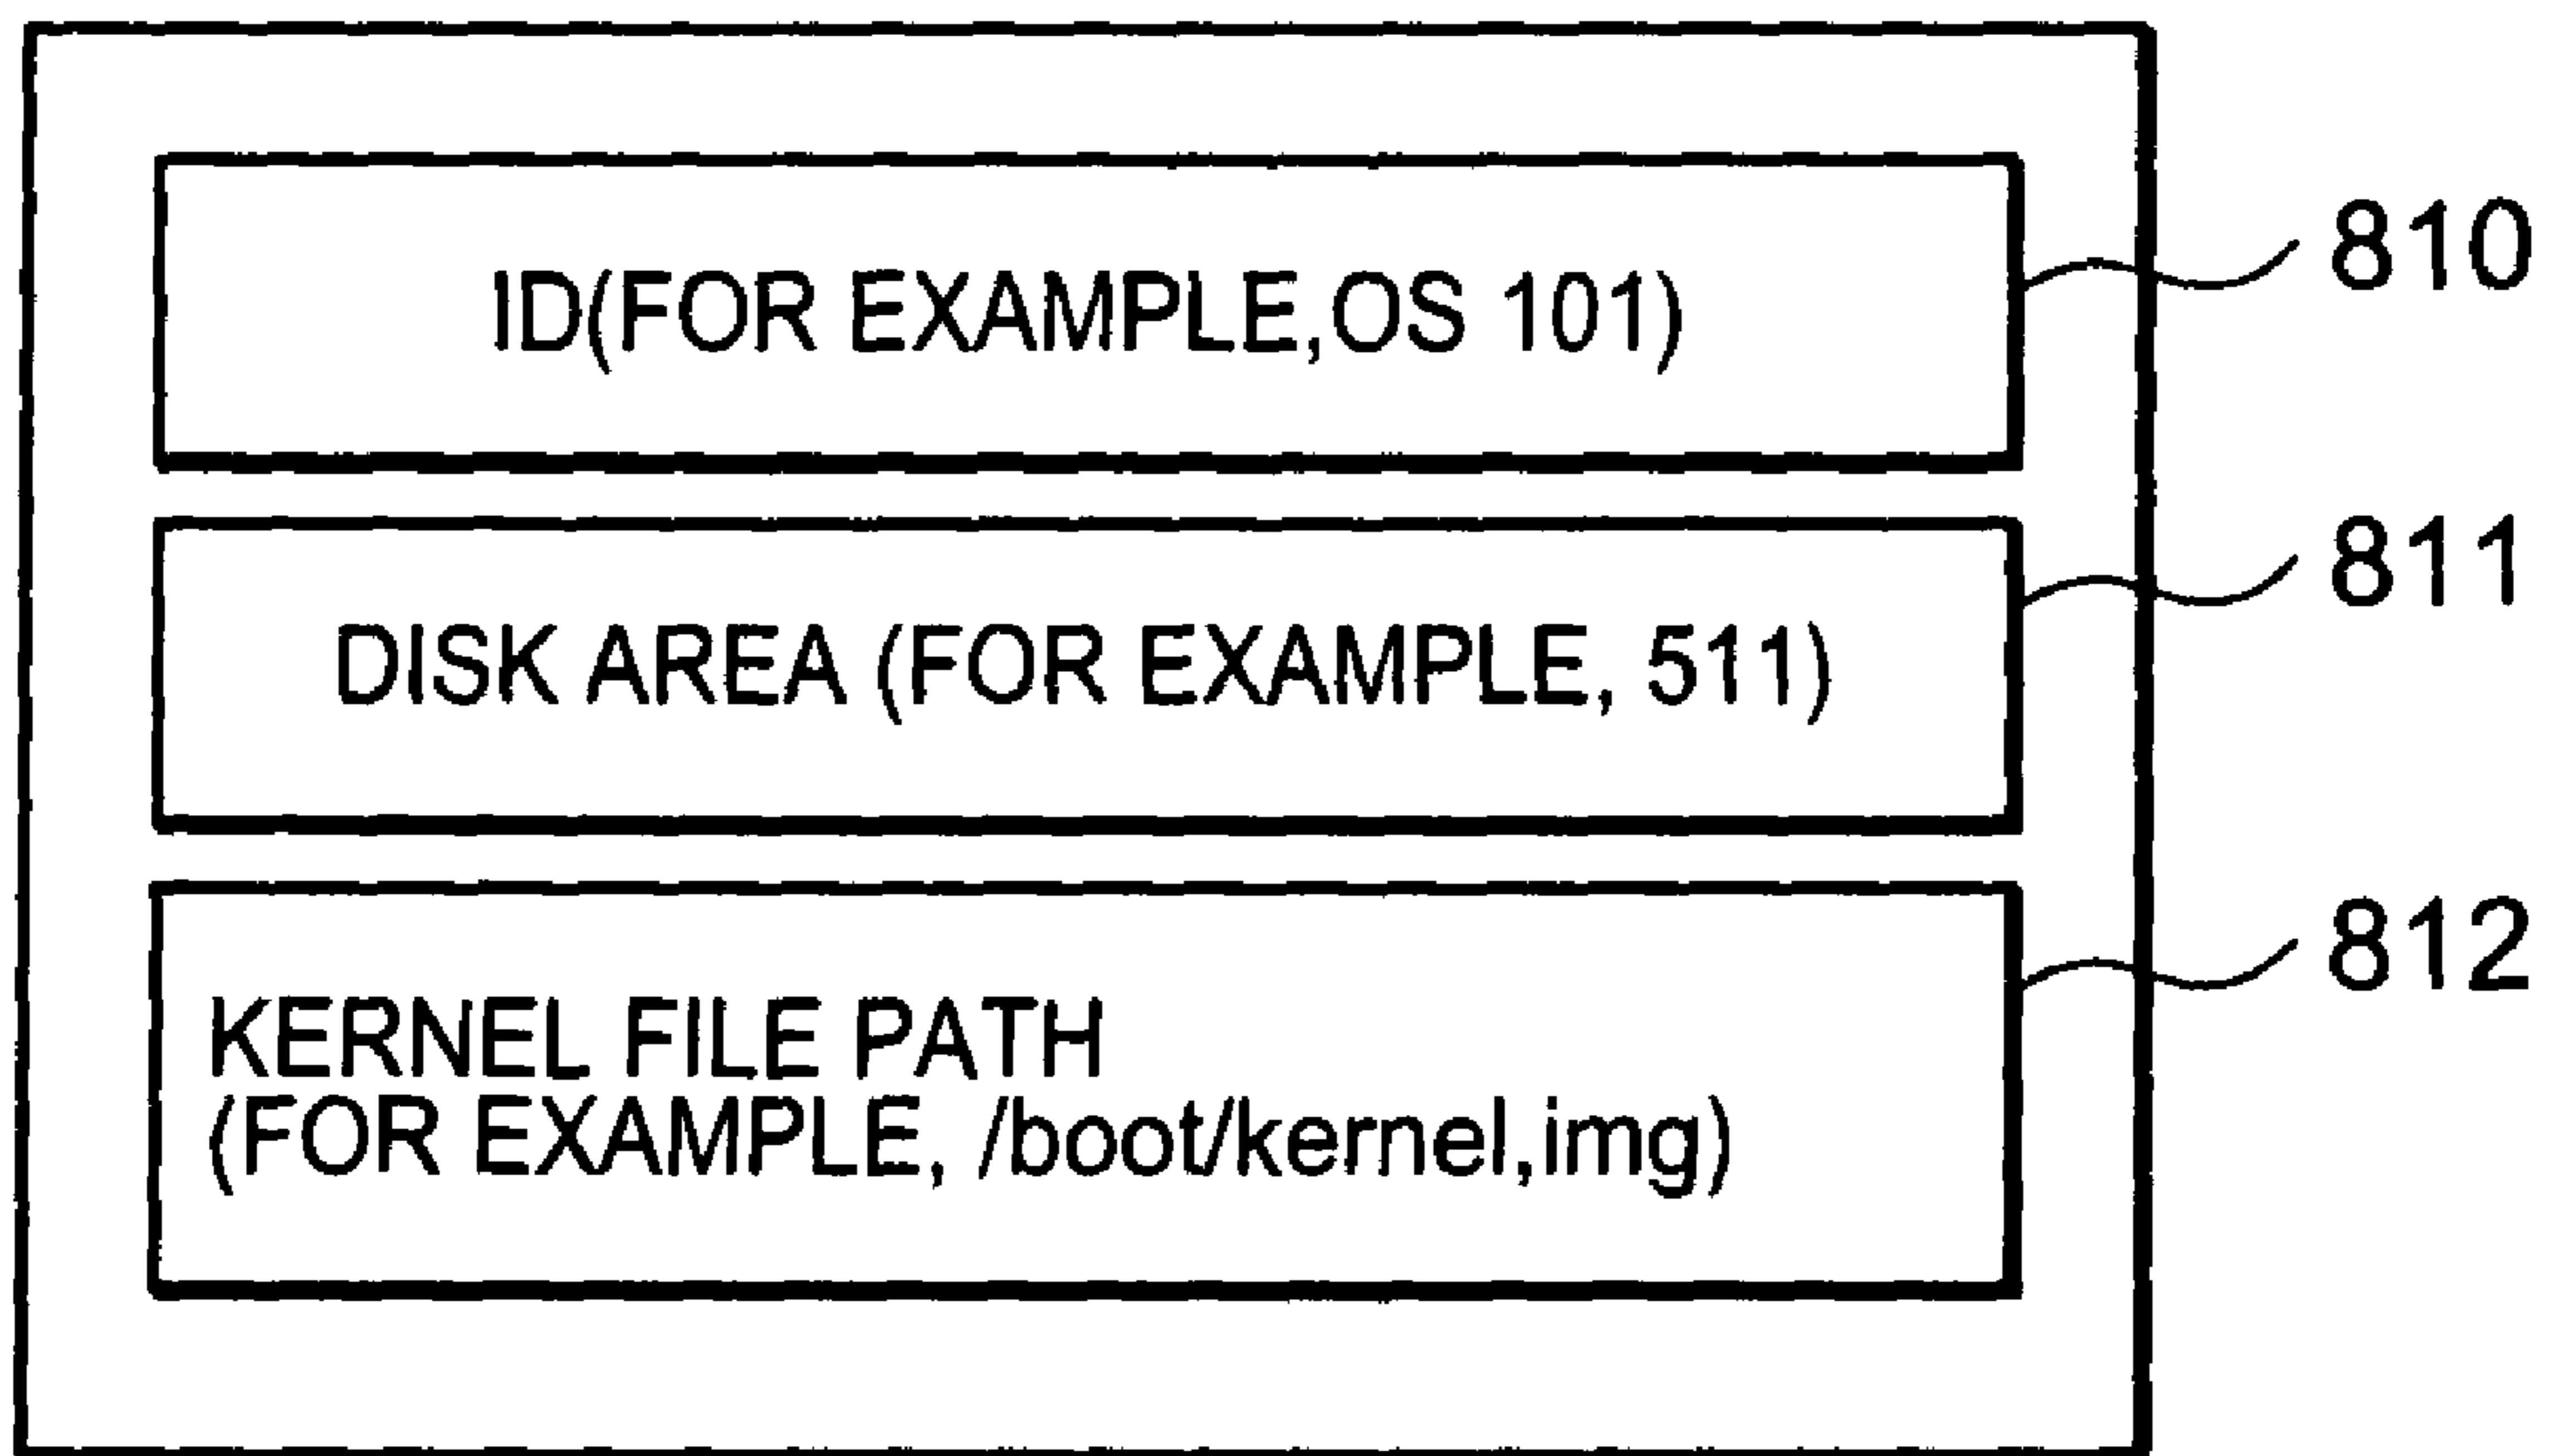 ID(FOR EXAMPLE,OS 101)
810
DISK AREA (FOR EXAMPLE, 511)
811
KERNEL FILE PATH
(FOR EXAMPLE, /boot/kernel,img)
812